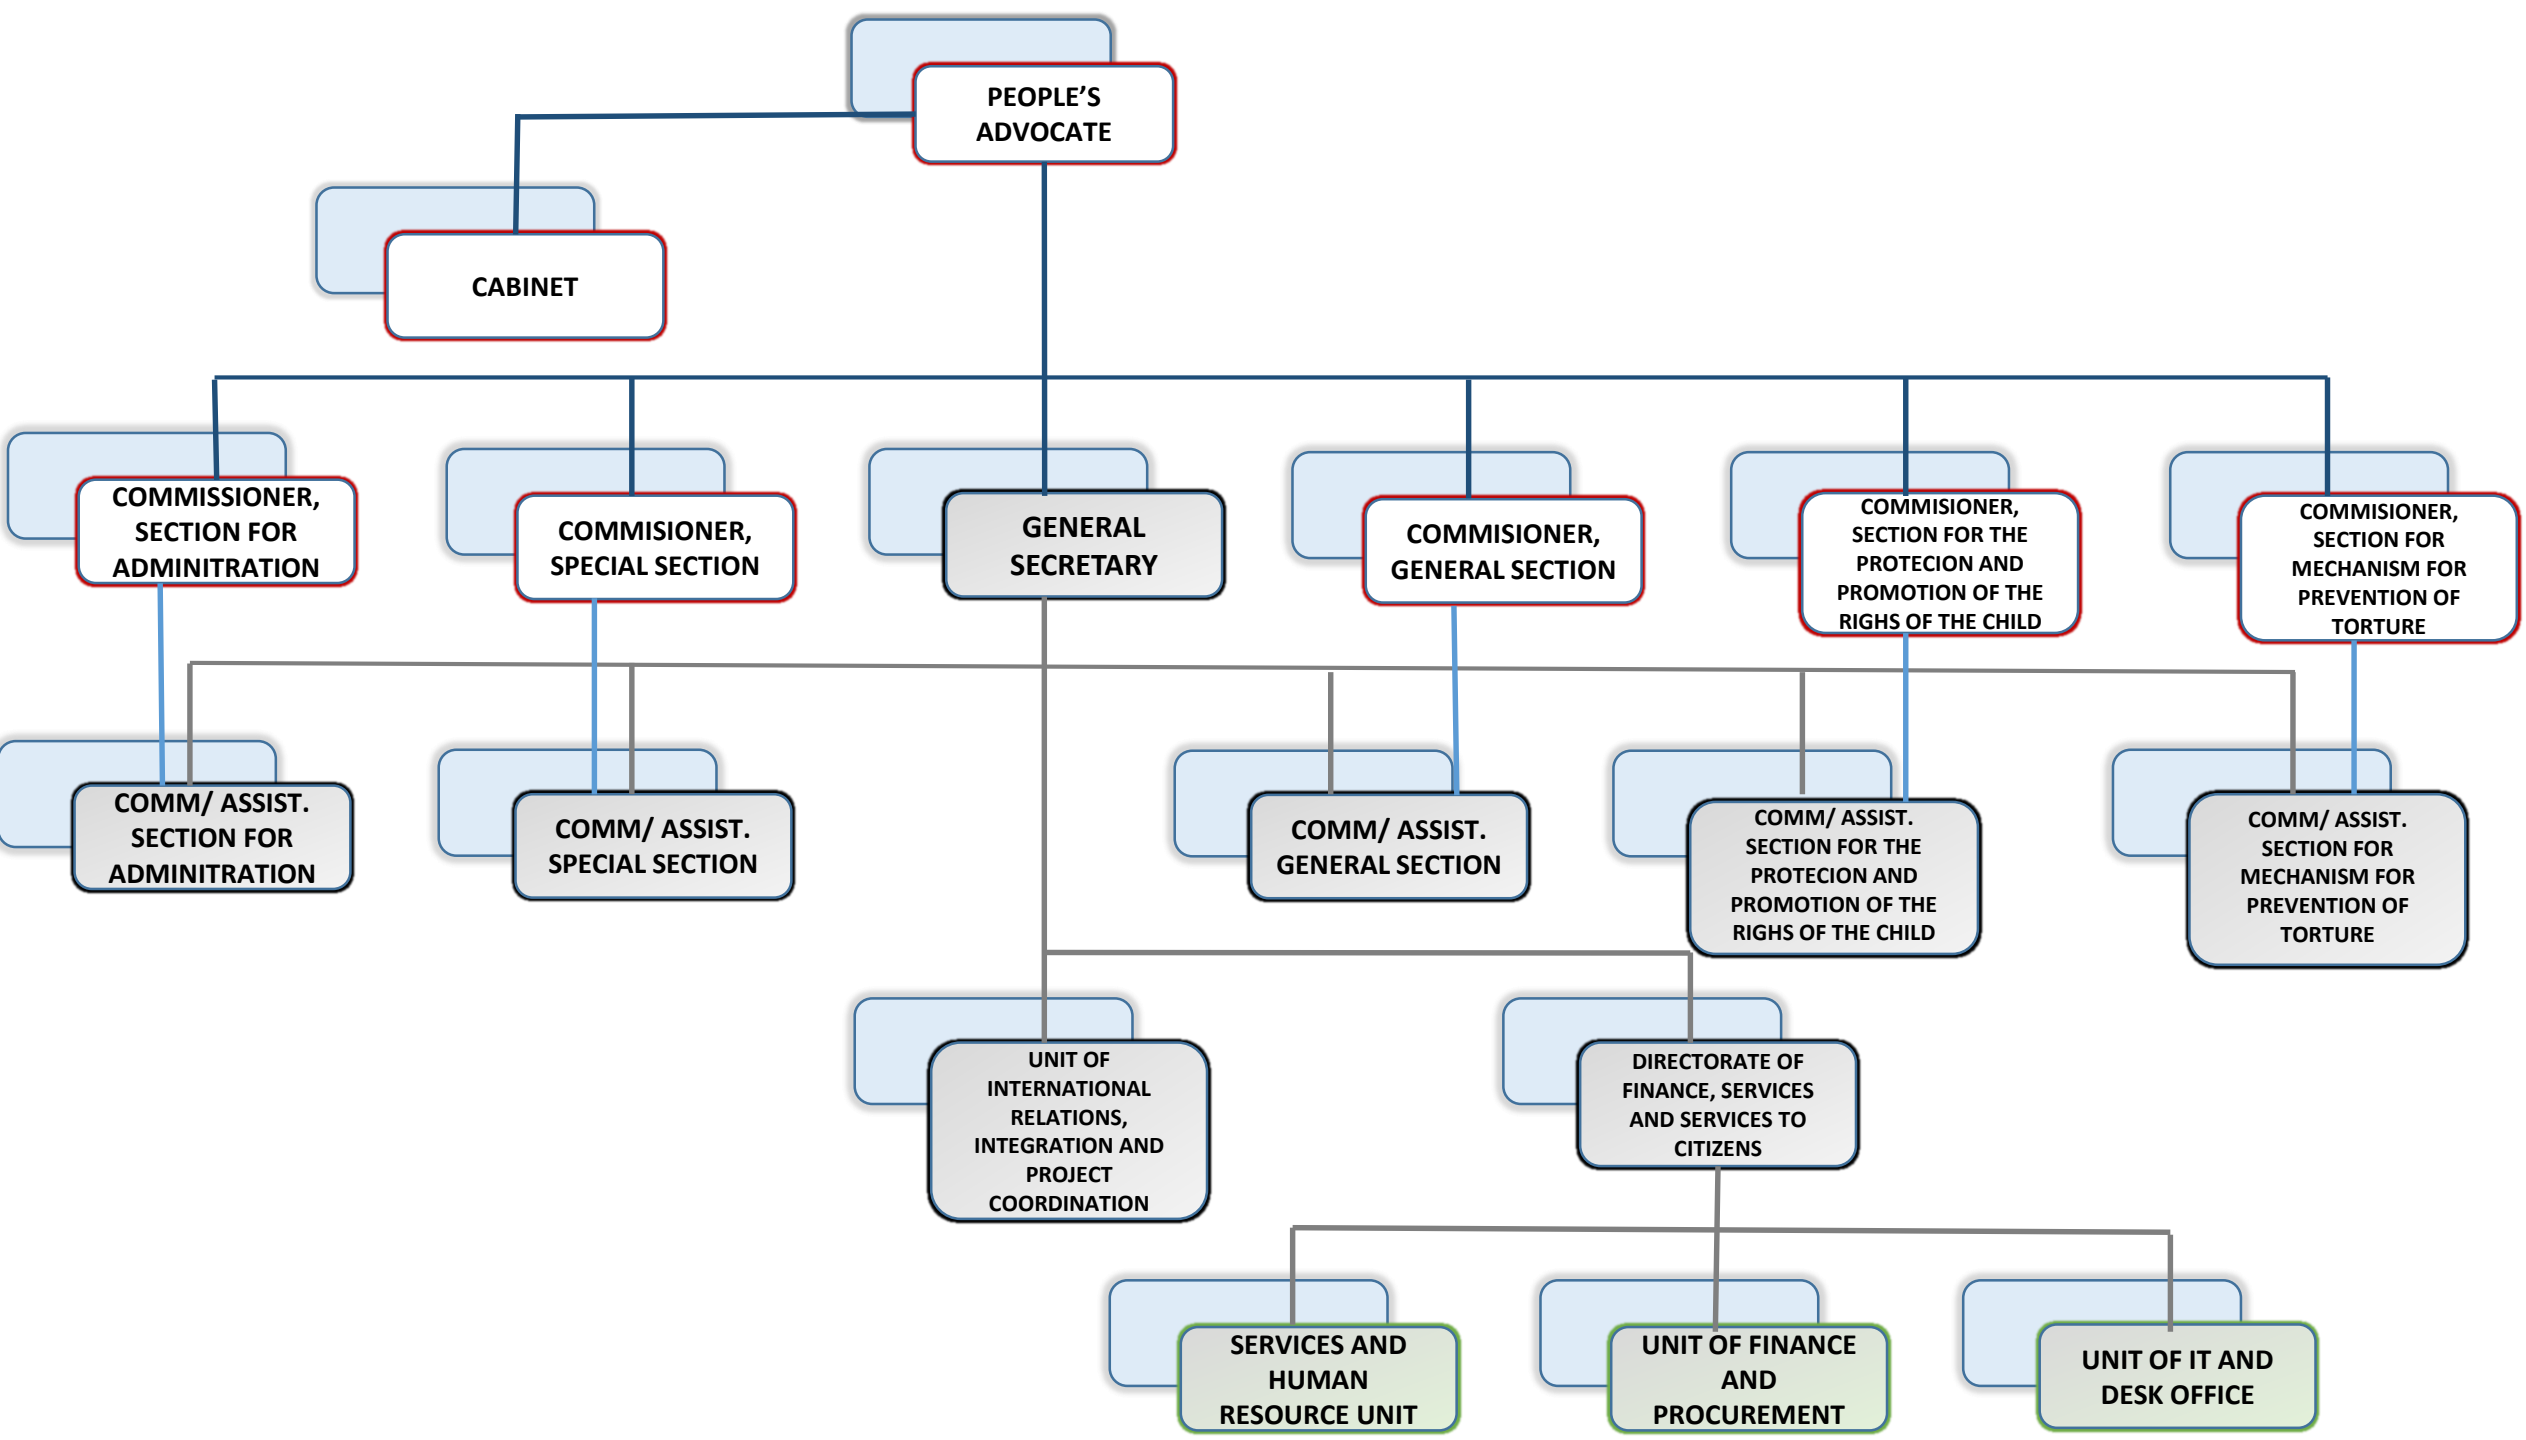 PEOPLE'S
ADVOCATE
CABINET
COMMISSIONER,
SECTION FOR
ADMINITRATION
COMMISIONER,
SPECIAL SECTION
GENERAL
SECRETARY
COMMISIONER,
GENERAL SECTION
COMMISIONER,
SECTION FOR THE
PROTECION AND
PROMOTION OF THE
RIGHS OF THE CHILD
COMMISIONER,
SECTION FOR
MECHANISM FOR
PREVENTION OF
TORTURE
COMM/ ASSIST.
SECTION FOR
ADMINITRATION
COMM/ ASSIST.
SPECIAL SECTION
COMM/ ASSIST.
GENERAL SECTION
COMM/ ASSIST.
SECTION FOR THE
PROTECION AND
PROMOTION OF THE
RIGHS OF THE CHILD
COMM/ ASSIST.
SECTION FOR
MECHANISM FOR
PREVENTION OF
TORTURE
UNIT OF
INTERNATIONAL
RELATIONS,
INTEGRATION AND
PROJECT
COORDINATION
DIRECTORATE OF
FINANCE, SERVICES
AND SERVICES TO
CITIZENS
SERVICES AND
HUMAN
RESOURCE UNIT
UNIT OF FINANCE
AND
PROCUREMENT
UNIT OF IT AND
DESK OFFICE